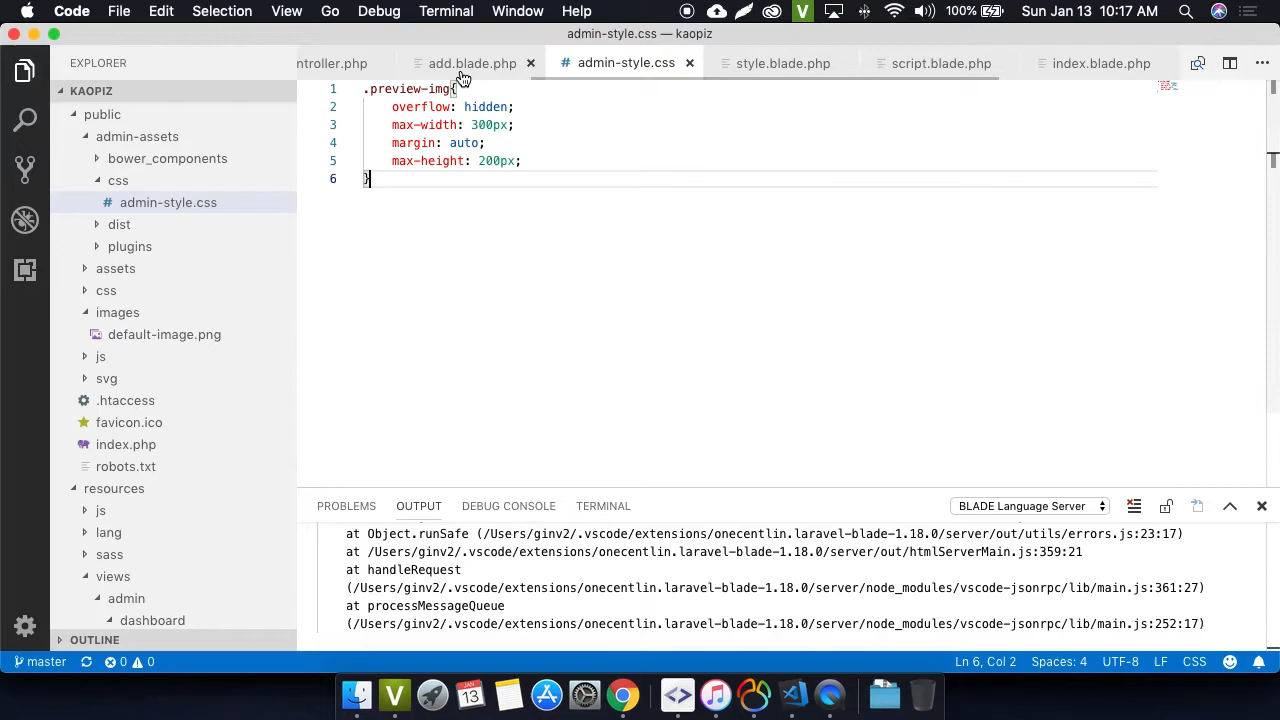 Code File Edit Selection View Go Debug Terminal Window Help V 100% Sun Jan 13 10:17 AM
admin-style.css — kaopiz
EXPLORER
ntroller.php add.blade.php admin-style.css style.blade.php script.blade.php index.blade.php
KAOPIZ
public
admin-assets
bower_components
css
admin-style.css
dist
plugins
assets
css
images
default-image.png
js
svg
.htaccess
favicon.ico
index.php
robots.txt
resources
js
lang
sass
views
admin
dashboard
OUTLINE
1 .preview-img{
2 overflow: hidden;
3 max-width: 300px;
4 margin: auto;
5 max-height: 200px;
6 }
PROBLEMS OUTPUT DEBUG CONSOLE TERMINAL BLADE Language Server
at Object.runSafe (/Users/ginv2/.vscode/extensions/onecentlin.laravel-blade-1.18.0/server/out/utils/errors.js:23:17)
at /Users/ginv2/.vscode/extensions/onecentlin.laravel-blade-1.18.0/server/out/htmlServerMain.js:359:21
at handleRequest
(/Users/ginv2/.vscode/extensions/onecentlin.laravel-blade-1.18.0/server/node_modules/vscode-jsonrpc/lib/main.js:361:27)
at processMessageQueue
(/Users/ginv2/.vscode/extensions/onecentlin.laravel-blade-1.18.0/server/node_modules/vscode-jsonrpc/lib/main.js:252:17)
master 0 0 Ln 6, Col 2 Spaces: 4 UTF-8 LF CSS
V JAN 13